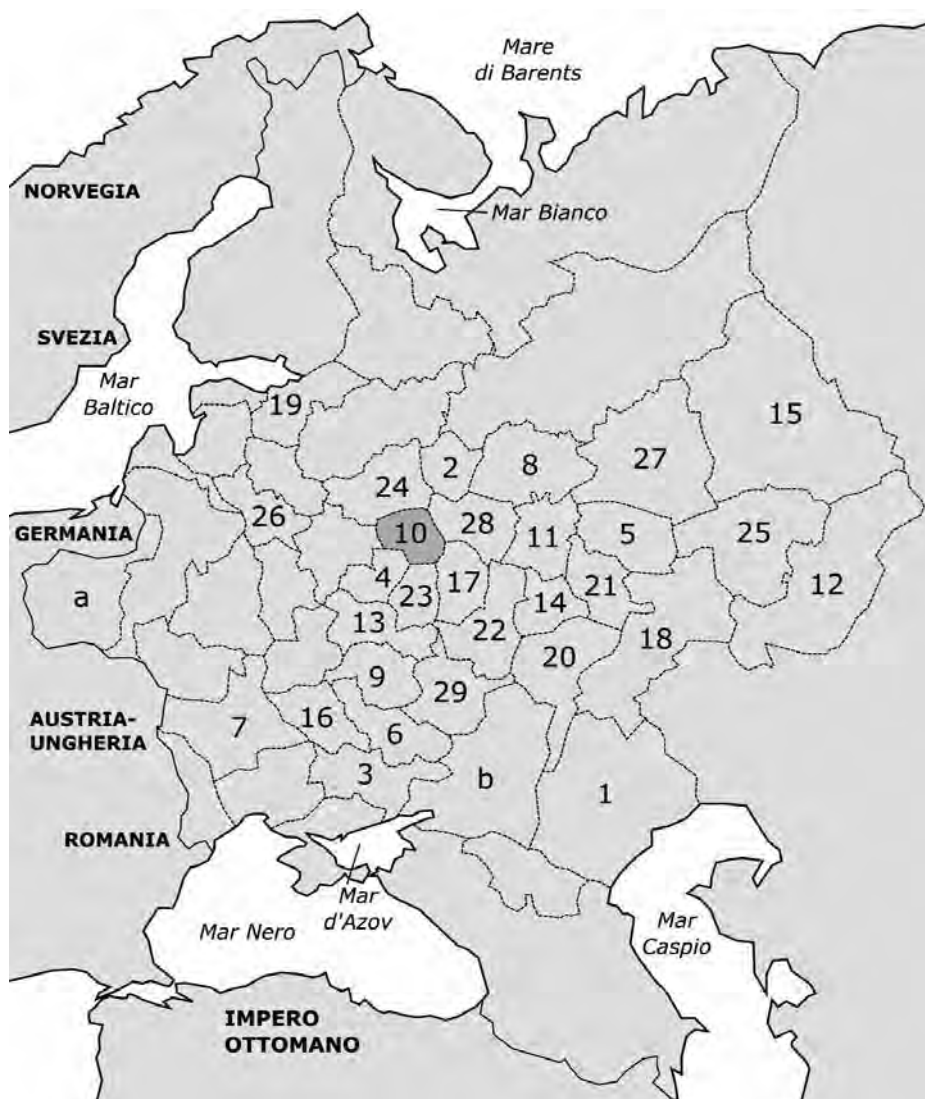 Mare
di Barents
NORVEGIA
Mar Bianco
SVEZIA
Mar
Baltico
19
15
2
8
27
24
GERMANIA
26
10
28
11
5
25
a
4
23
17
14
21
12
13
22
18
20
9
29
AUSTRIA-
UNGHERIA
7
16
6
3
b
1
ROMANIA
Mar
d'Azov
Mar Nero
Mar
Caspio
IMPERO
OTTOMANO